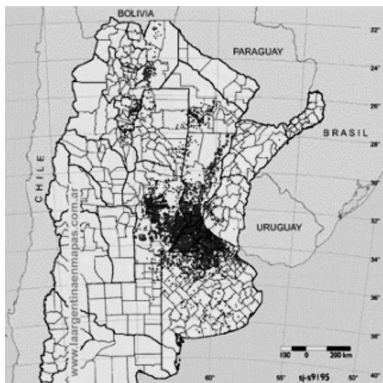 BOLIVIA
PARAGUAY
22°
24°
26°
BRASIL
28°
CHILE
30°
URUGUAY
32°
34°
www.laargentinaenmapas.com.ar
36°
38°
100 0 200 km
sj-s9195
60°
55°
53°
40°